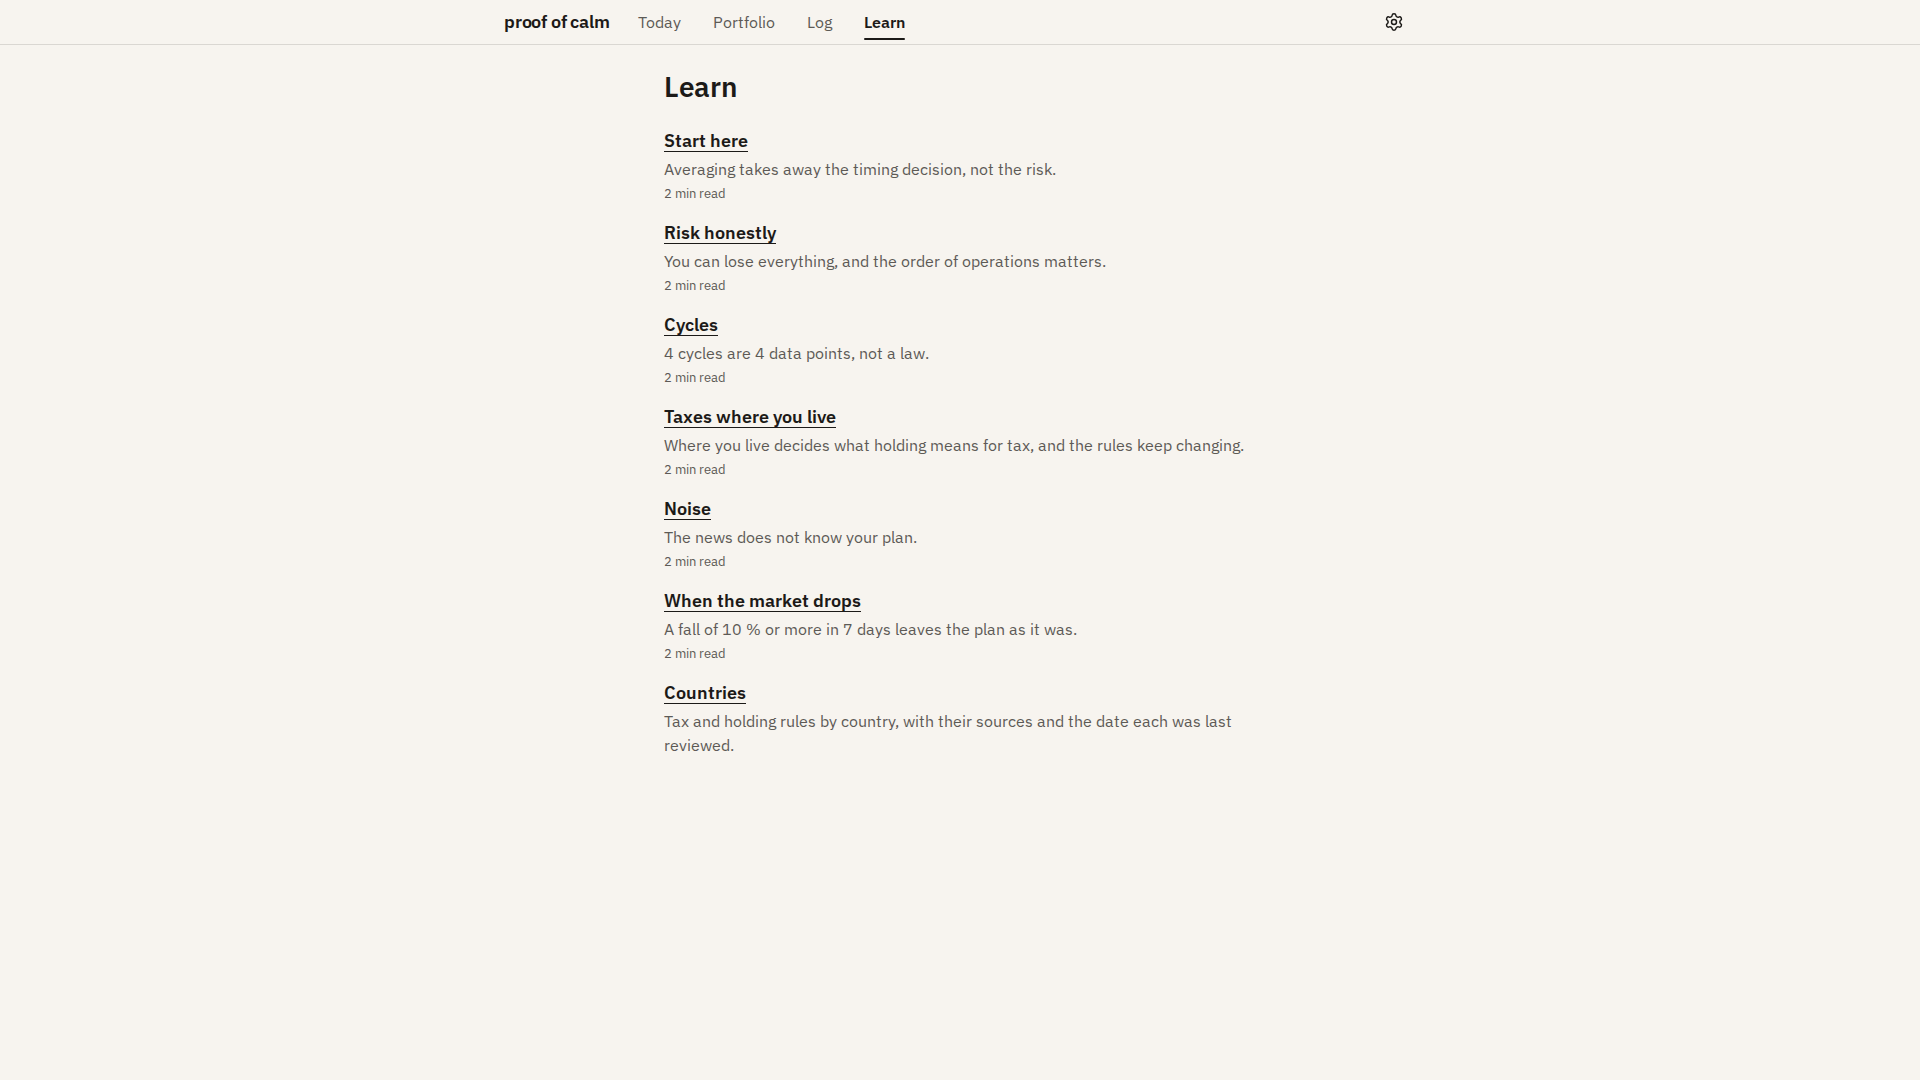 proof of calm Today Portfolio Log Learn
Learn
Start here
Averaging takes away the timing decision, not the risk.
2 min read
Risk honestly
You can lose everything, and the order of operations matters.
2 min read
Cycles
4 cycles are 4 data points, not a law.
2 min read
Taxes where you live
Where you live decides what holding means for tax, and the rules keep changing.
2 min read
Noise
The news does not know your plan.
2 min read
When the market drops
A fall of 10 % or more in 7 days leaves the plan as it was.
2 min read
Countries
Tax and holding rules by country, with their sources and the date each was last
reviewed.